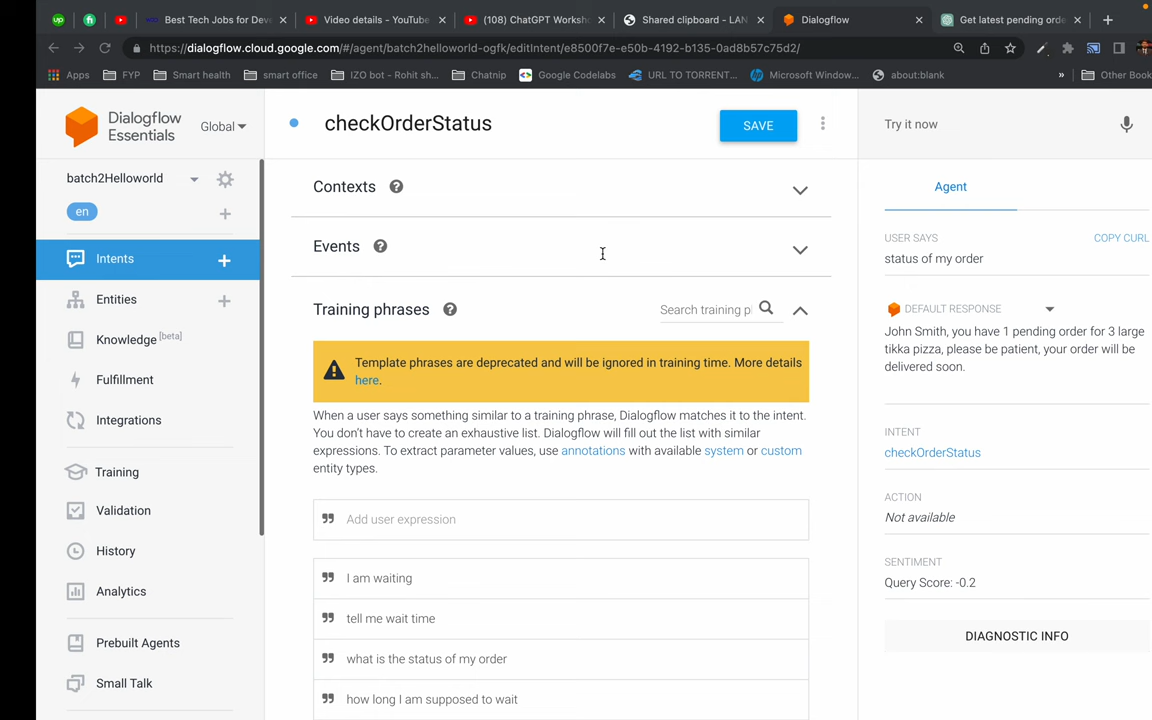 Best Tech Jobs for Dev
Video details - YouTube
(108) ChatGPT Worksh
Shared clipboard - LAN
Dialogflow
Get latest pending orde
https://dialogflow.cloud.google.com/#/agent/batch2helloworld-ogfk/editIntent/e8500f7e-e50b-4192-b135-0ad8b57c75d2/
Apps
FYP
Smart health
smart office
IZO bot - Rohit sh...
Chatnip
Google Codelabs
URL TO TORRENT...
Microsoft Window...
about:blank
»
Other Book
Dialogflow
Essentials
Global
checkOrderStatus
SAVE
Try it now
batch2Helloworld
en
Intents
Entities
Knowledge [beta]
Fulfillment
Integrations
Training
Validation
History
Analytics
Prebuilt Agents
Small Talk
Contexts
Events
Training phrases
Search training p
Template phrases are deprecated and will be ignored in training time. More details
here.
When a user says something similar to a training phrase, Dialogflow matches it to the intent.
You don't have to create an exhaustive list. Dialogflow will fill out the list with similar
expressions. To extract parameter values, use annotations with available system or custom
entity types.
Add user expression
I am waiting
tell me wait time
what is the status of my order
how long I am supposed to wait
Agent
USER SAYS
COPY CURL
status of my order
DEFAULT RESPONSE
John Smith, you have 1 pending order for 3 large
tikka pizza, please be patient, your order will be
delivered soon.
INTENT
checkOrderStatus
ACTION
Not available
SENTIMENT
Query Score: -0.2
DIAGNOSTIC INFO